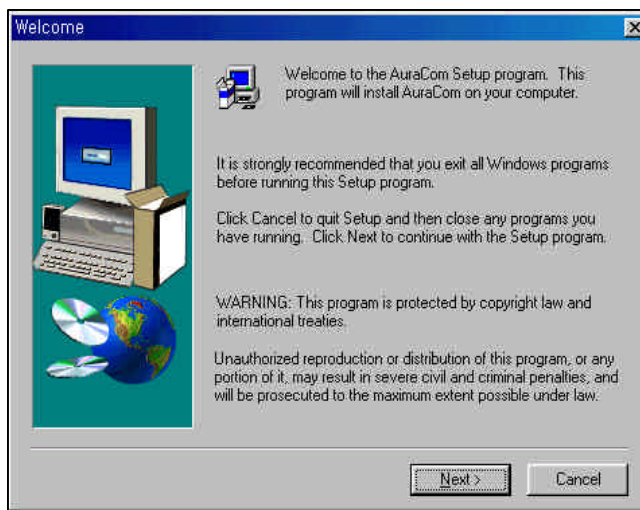 Welcome
Welcome to the AuraCom Setup program. This
program will install AuraCom on your computer.
It is strongly recommended that you exit all Windows programs
before running this Setup program.
Click Cancel to quit Setup and then close any programs you
have running. Click Next to continue with the Setup program.
WARNING: This program is protected by copyright law and
international treaties.
Unauthorized reproduction or distribution of this program, or any
portion of it, may result in severe civil and criminal penalties, and
will be prosecuted to the maximum extent possible under law.
Next > Cancel